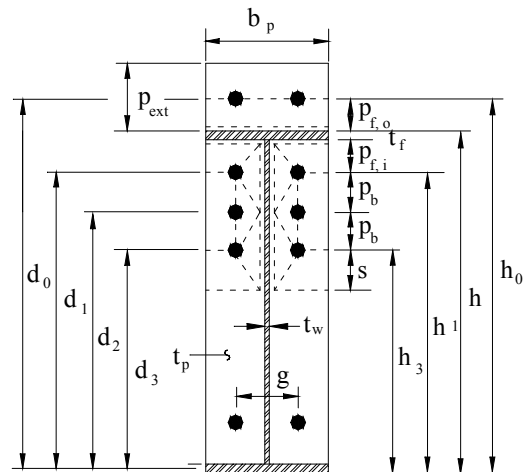 b p
p ext
p f, o
t f
p f, i
p b
p b
s
d 0
d 1
d 2
d 3
t p
t w
g
h 3
h 1
h
h 0